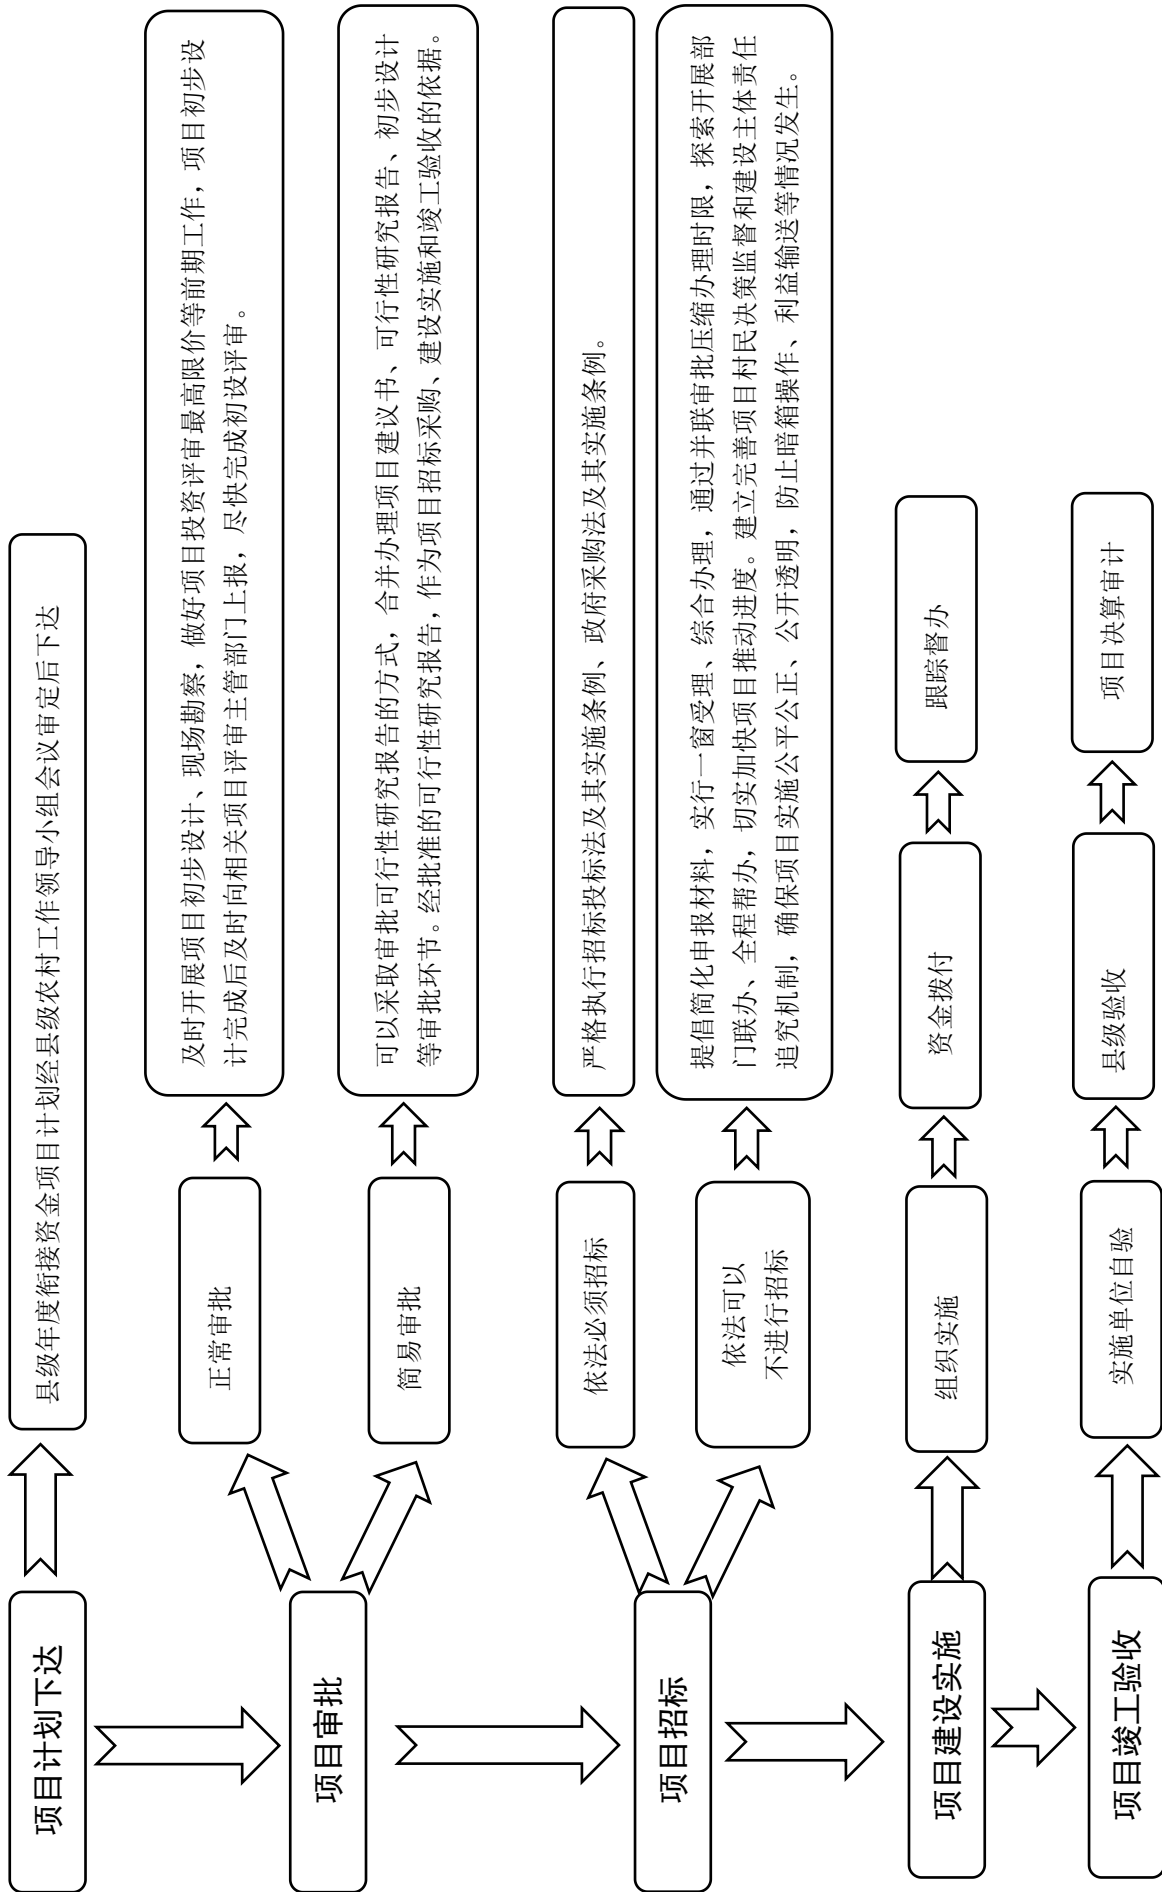 项目计划下达
县级年度衔接资金项目计划经县级农村工作领导小组会议审定后下达
项目审批
正常审批
及时开展项目初步设计、现场勘察，做好项目投资评审最高限价等前期工作，项目初步设
计完成后及时向相关项目评审主管部门上报，尽快完成初设评审。
简易审批
可以采取审批可行性研究报告的方式，合并办理项目建议书、可行性研究报告、初步设计
等审批环节。经批准的可行性研究报告，作为项目招标采购、建设实施和竣工验收的依据。
项目招标
依法必须招标
严格执行招标投标法及其实施条例、政府采购法及其实施条例。
依法可以
不进行招标
提倡简化申报材料，实行一窗受理、综合办理，通过并联审批压缩办理时限，探索开展部
门联办、全程帮办，切实加快项目推动进度。建立完善项目村民决策监督和建设主体责任
追究机制，确保项目实施公平公正、公开透明，防止暗箱操作、利益输送等情况发生。
项目建设实施
组织实施
资金拨付
跟踪督办
项目竣工验收
实施单位自验
县级验收
项目决算审计